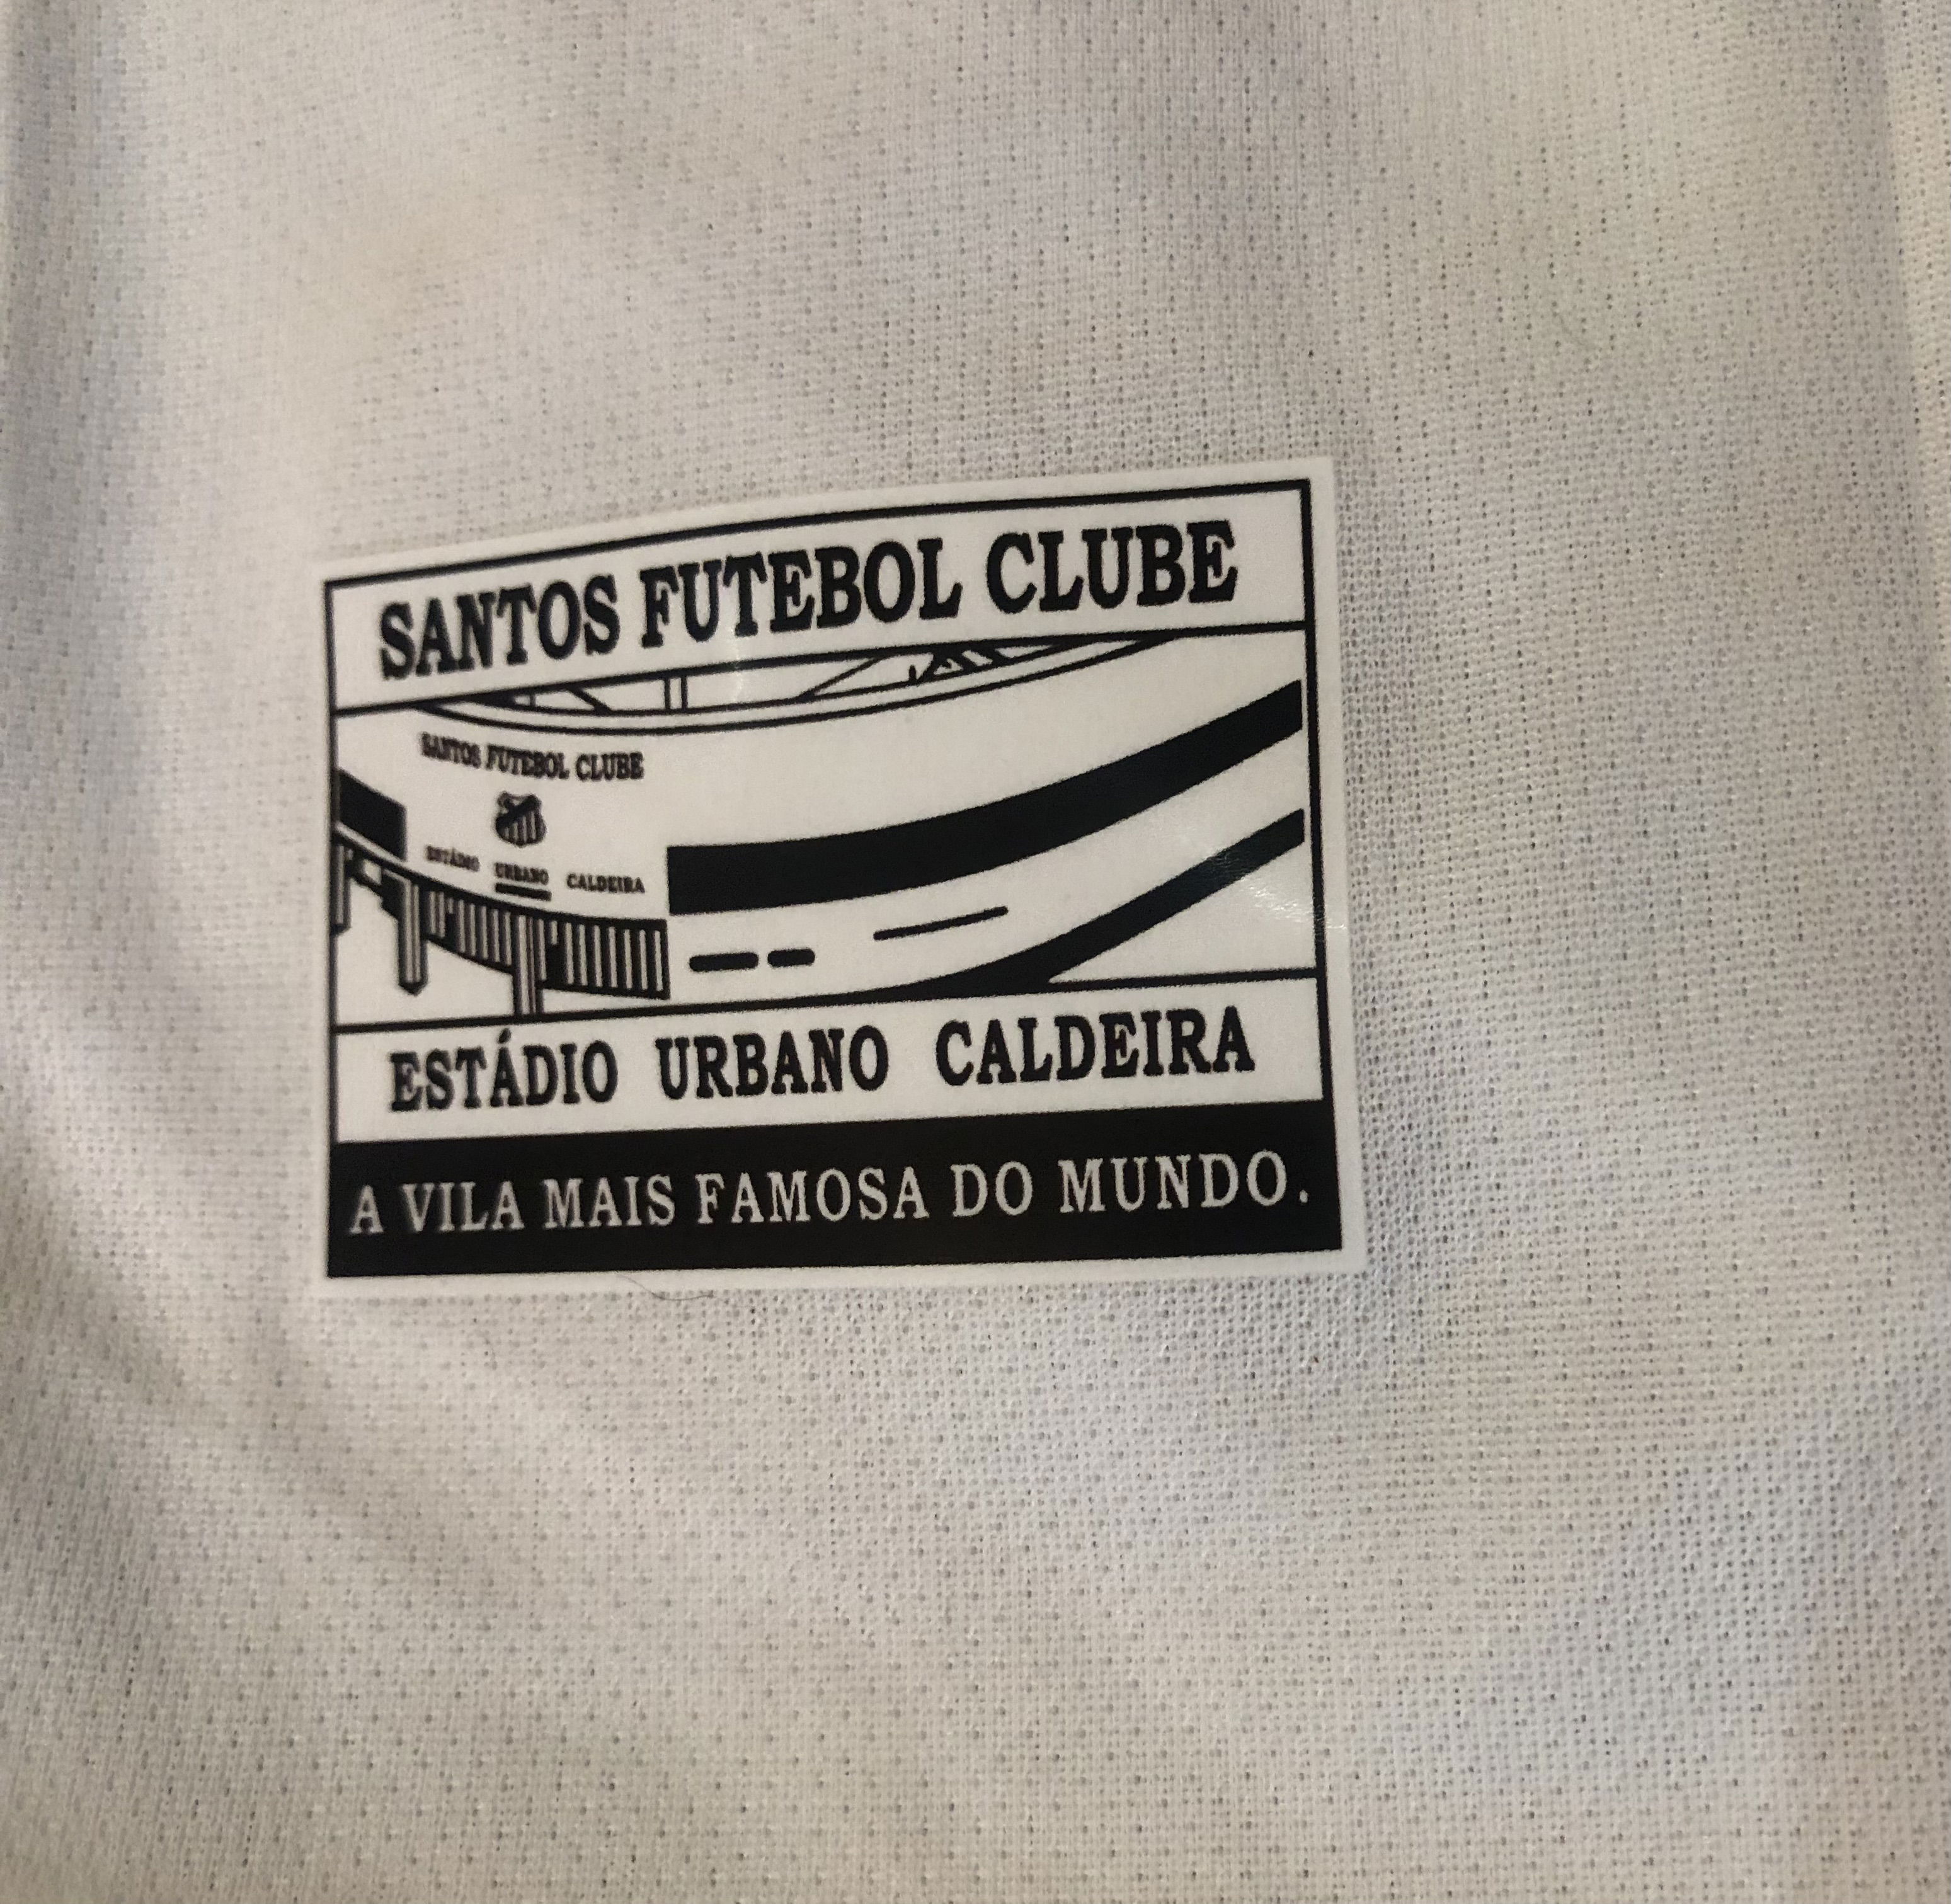 SANTOS FUTEBOL CLUBE
SANTOS FUTEBOL CLUBE
ESTÁDIO URBANO CALDEIRA
ESTÁDIO URBANO CALDEIRA
A VILA MAIS FAMOSA DO MUNDO.